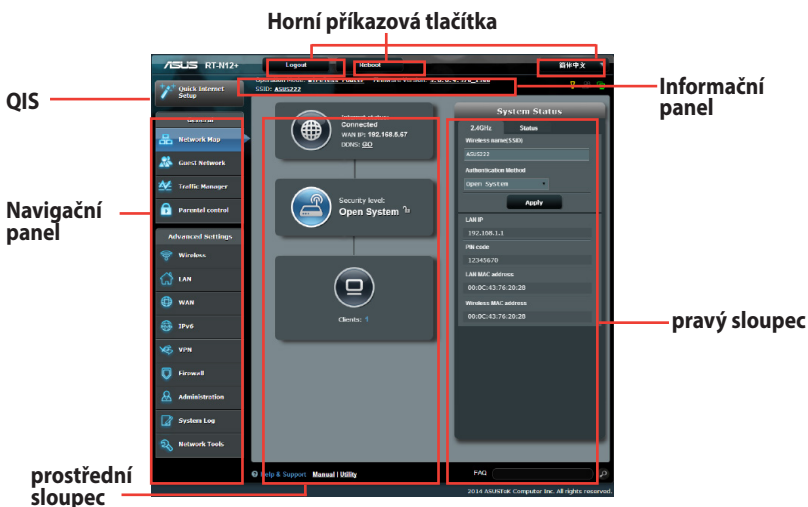 Horní příkazová tlačítka
ASUS RT-N12+
Logout
Reboot
Quick Internet
Setup
SSID: ASUS222
QIS
Informační
panel
Navigační
panel
General
Network Map
Guest Network
Traffic Manager
Parental control
Advanced Settings
Wireless
LAN
WAN
IPv6
VPN
Firewall
Administration
System Log
Network Tools
Connected
WAN IP: 192.168.8.67
DDNS: GO
Security level:
Open System
Clients: 1
System Status
2.4GHz Status
Wireless name(SSID)
ASUS222
Authentication Method
Open System
Apply
LAN IP
192.168.1.1
PIN code
12345670
LAN MAC address
00:0C:43:76:20:28
Wireless MAC address
00:0C:43:76:20:28
pravý sloupec
prostřední
sloupec
Help & Support Manual | Utility
FAQ
2014 ASUSTeK Computer Inc. All rights reserved.